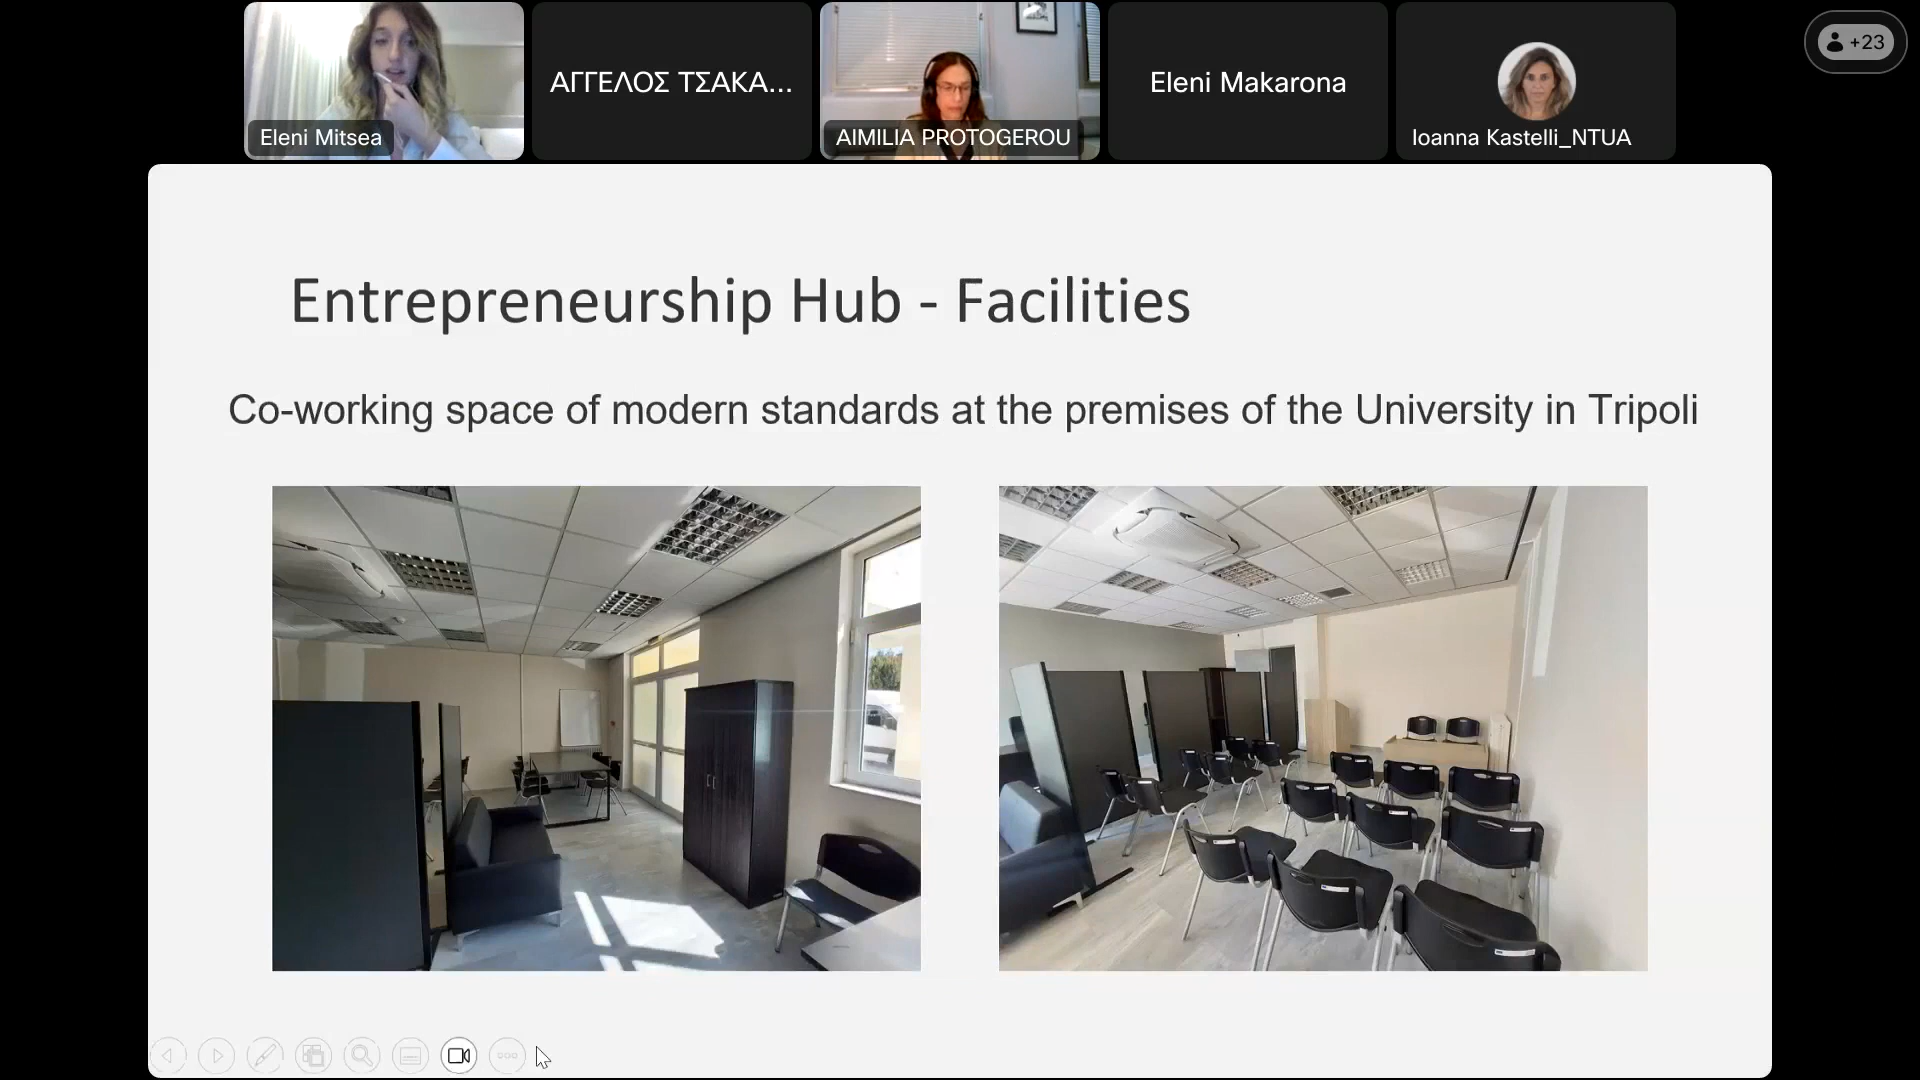 Eleni Mitsea
ΑΓΓΕΛΟΣ ΤΣΑΚΑ...
AIMILIA PROTOGEROU
Eleni Makarona
Ioanna Kastelli_NTUA
+23
Entrepreneurship Hub - Facilities
Co-working space of modern standards at the premises of the University in Tripoli